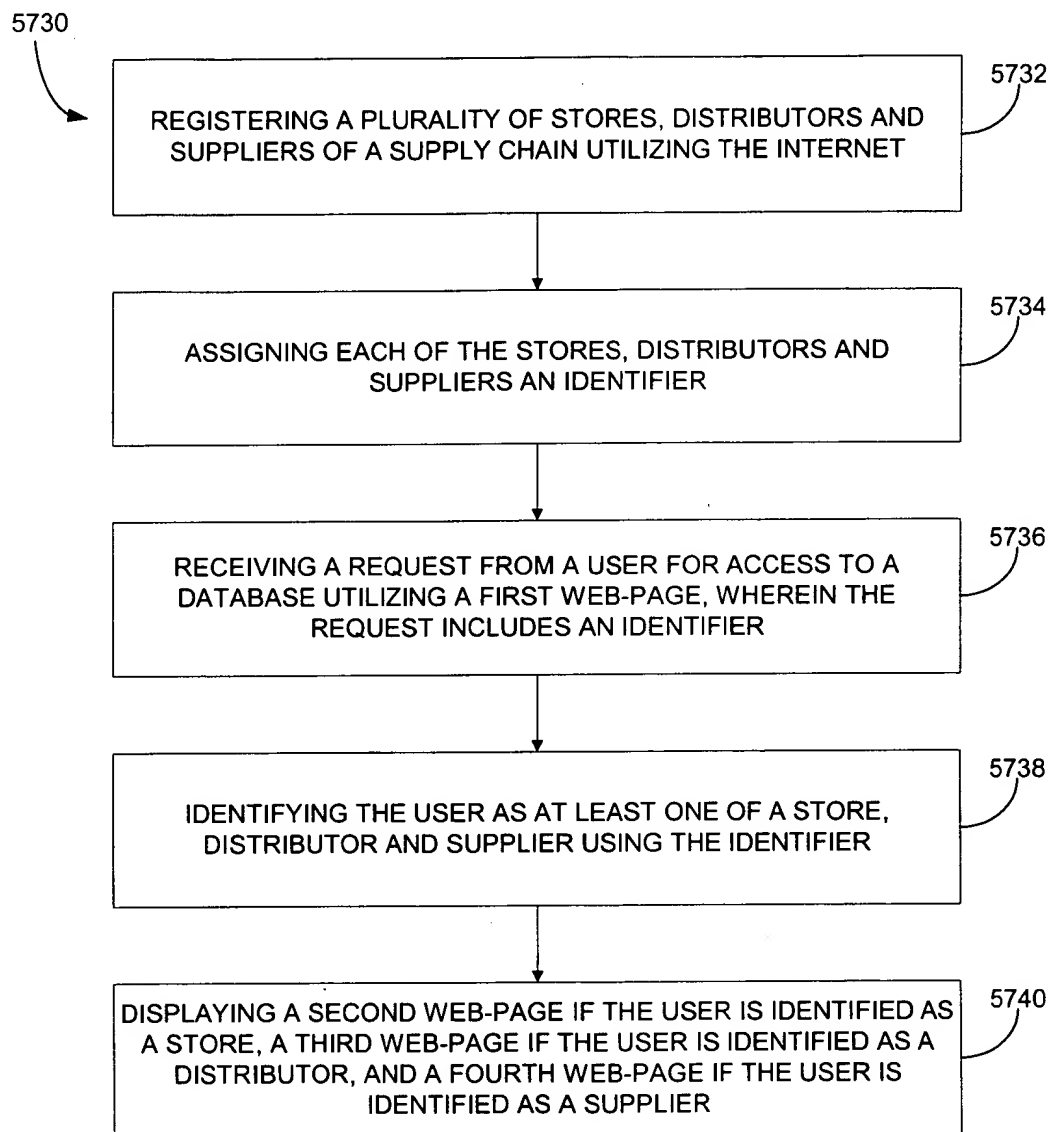 5730
5732
REGISTERING A PLURALITY OF STORES, DISTRIBUTORS AND
SUPPLIERS OF A SUPPLY CHAIN UTILIZING THE INTERNET
5734
ASSIGNING EACH OF THE STORES, DISTRIBUTORS AND
SUPPLIERS AN IDENTIFIER
5736
RECEIVING A REQUEST FROM A USER FOR ACCESS TO A
DATABASE UTILIZING A FIRST WEB-PAGE, WHEREIN THE
REQUEST INCLUDES AN IDENTIFIER
5738
IDENTIFYING THE USER AS AT LEAST ONE OF A STORE,
DISTRIBUTOR AND SUPPLIER USING THE IDENTIFIER
5740
DISPLAYING A SECOND WEB-PAGE IF THE USER IS IDENTIFIED AS
A STORE, A THIRD WEB-PAGE IF THE USER IS IDENTIFIED AS A
DISTRIBUTOR, AND A FOURTH WEB-PAGE IF THE USER IS
IDENTIFIED AS A SUPPLIER